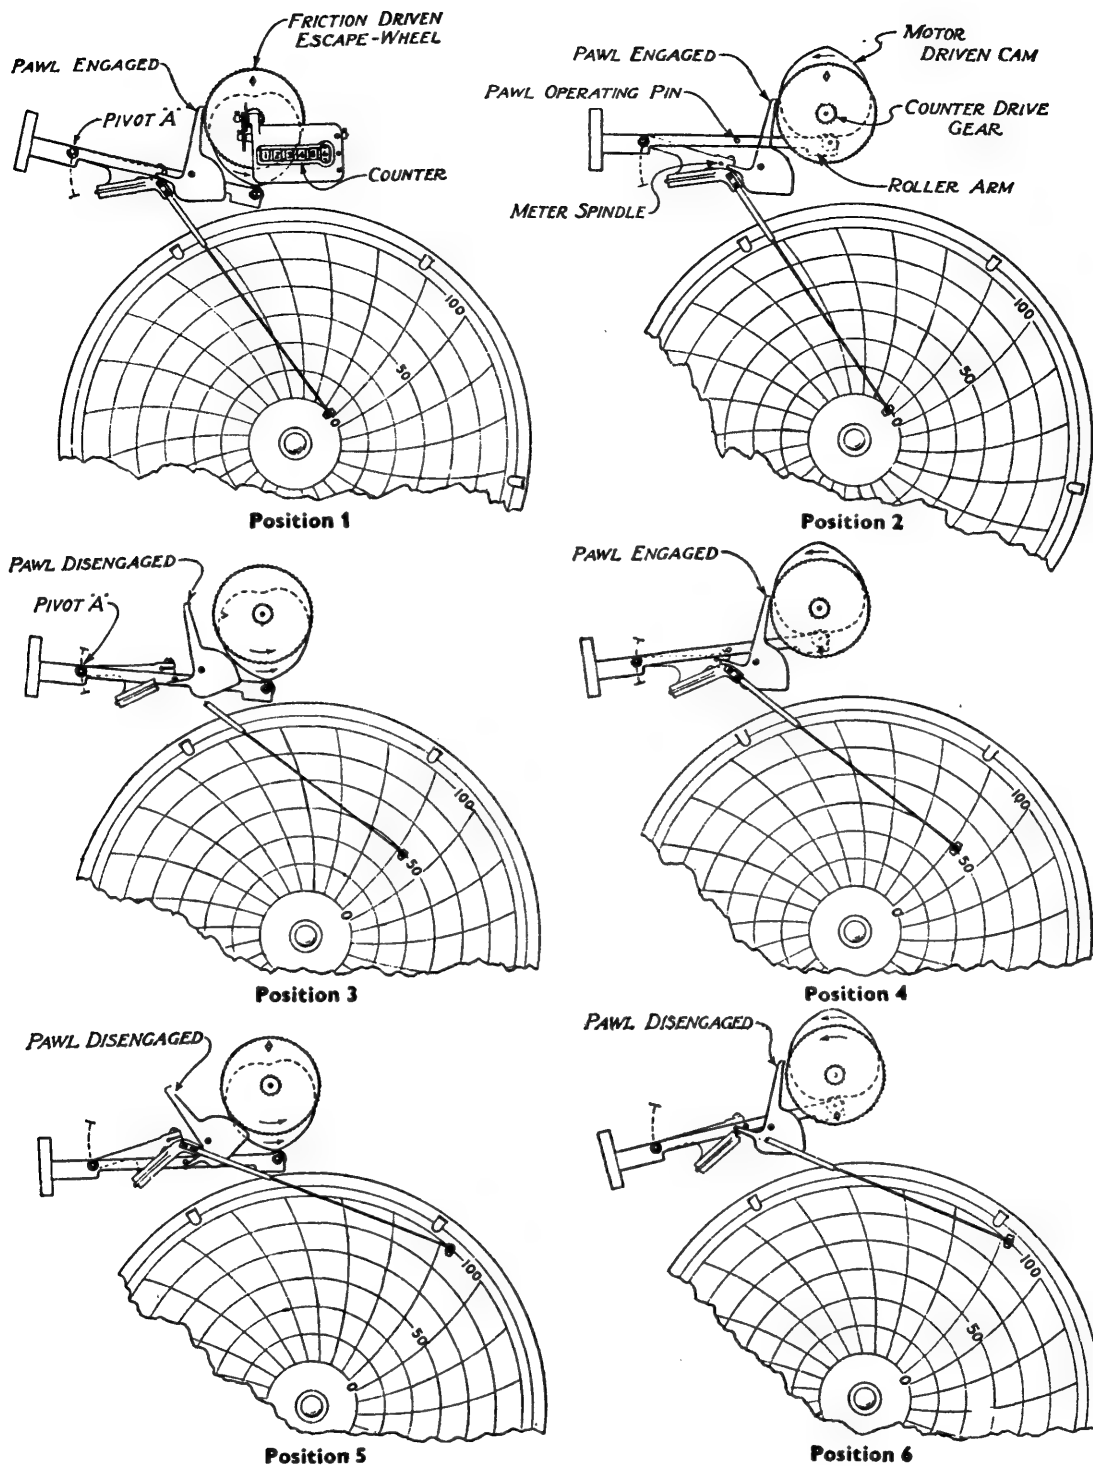 FRICTION DRIVEN
ESCAPE-WHEEL
PAWL ENGAGED
PIVOT "A"
12343
COUNTER
100
50
0
Position 1
MOTOR
DRIVEN CAM
PAWL ENGAGED
PAWL OPERATING PIN
COUNTER DRIVE
GEAR
ROLLER ARM
METER SPINDLE
100
50
0
Position 2
PAWL DISENGAGED
PIVOT "A"
100
50
0
Position 3
PAWL ENGAGED
100
50
0
Position 4
PAWL DISENGAGED
100
50
0
Position 5
PAWL DISENGAGED
100
50
0
Position 6